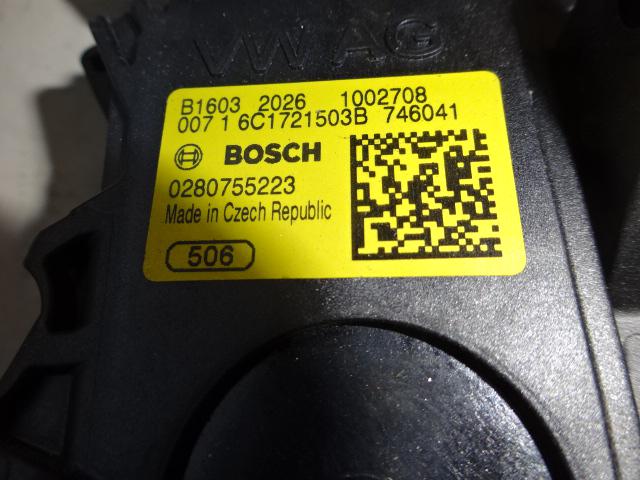 VW AG
B1603 2026 1002708
007 1 6C1721503B 746041
BOSCH
0280755223
Made in Czech Republic
506